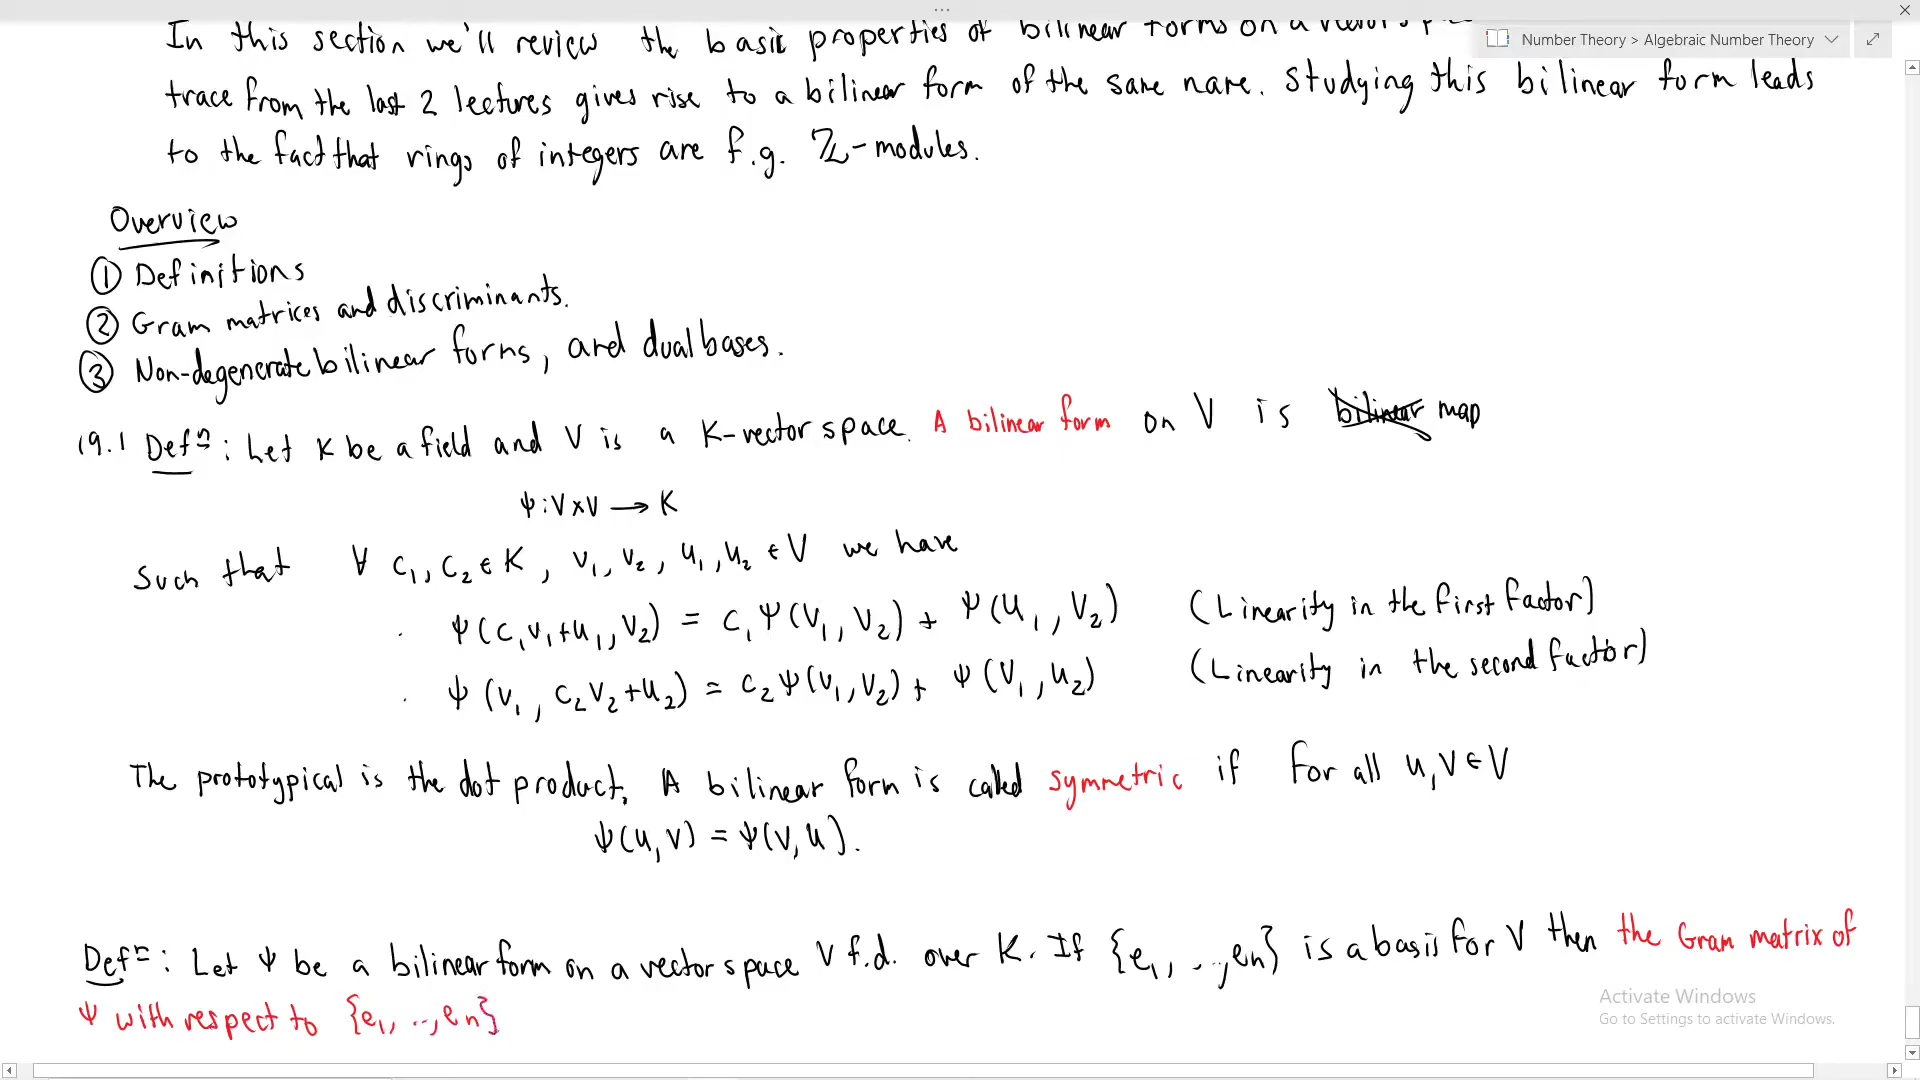 In this section we'll review the basic properties of bilinear forms on a vector
Number Theory > Algebraic Number Theory
trace from the last 2 lectures gives rise to a bilinear form of the same name. Studying this bilinear form leads
to the fact that rings of integers are f.g. ℤ-modules.
Overview
① Definitions
② Gram matrices and discriminants.
③ Non-degenerate bilinear forms, and dual bases.
19.1 Defⁿ: Let K be a field and V is a K-vector space. A bilinear form on V is bilinear map
ψ: V×V → K
Such that ∀ c₁, c₂ ∈ K, v₁, v₂, u₁, u₂ ∈ V we have
· ψ(c₁v₁+u₁, v₂) = c₁ψ(v₁, v₂) + ψ(u₁, v₂) (Linearity in the first factor)
· ψ(v₁, c₂v₂+u₂) = c₂ψ(v₁, v₂) + ψ(v₁, u₂) (Linearity in the second factor)
The prototypical is the dot product. A bilinear form is called symmetric if for all u, v ∈ V
ψ(u, v) = ψ(v, u).
Defⁿ: Let ψ be a bilinear form on a vector space V f.d. over K. If {e₁, .., eₙ} is a basis for V then the Gram matrix of
ψ with respect to {e₁, .., eₙ}
Activate Windows
Go to Settings to activate Windows.